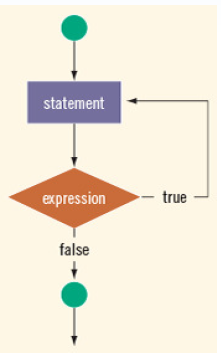 statement
expression
true
false